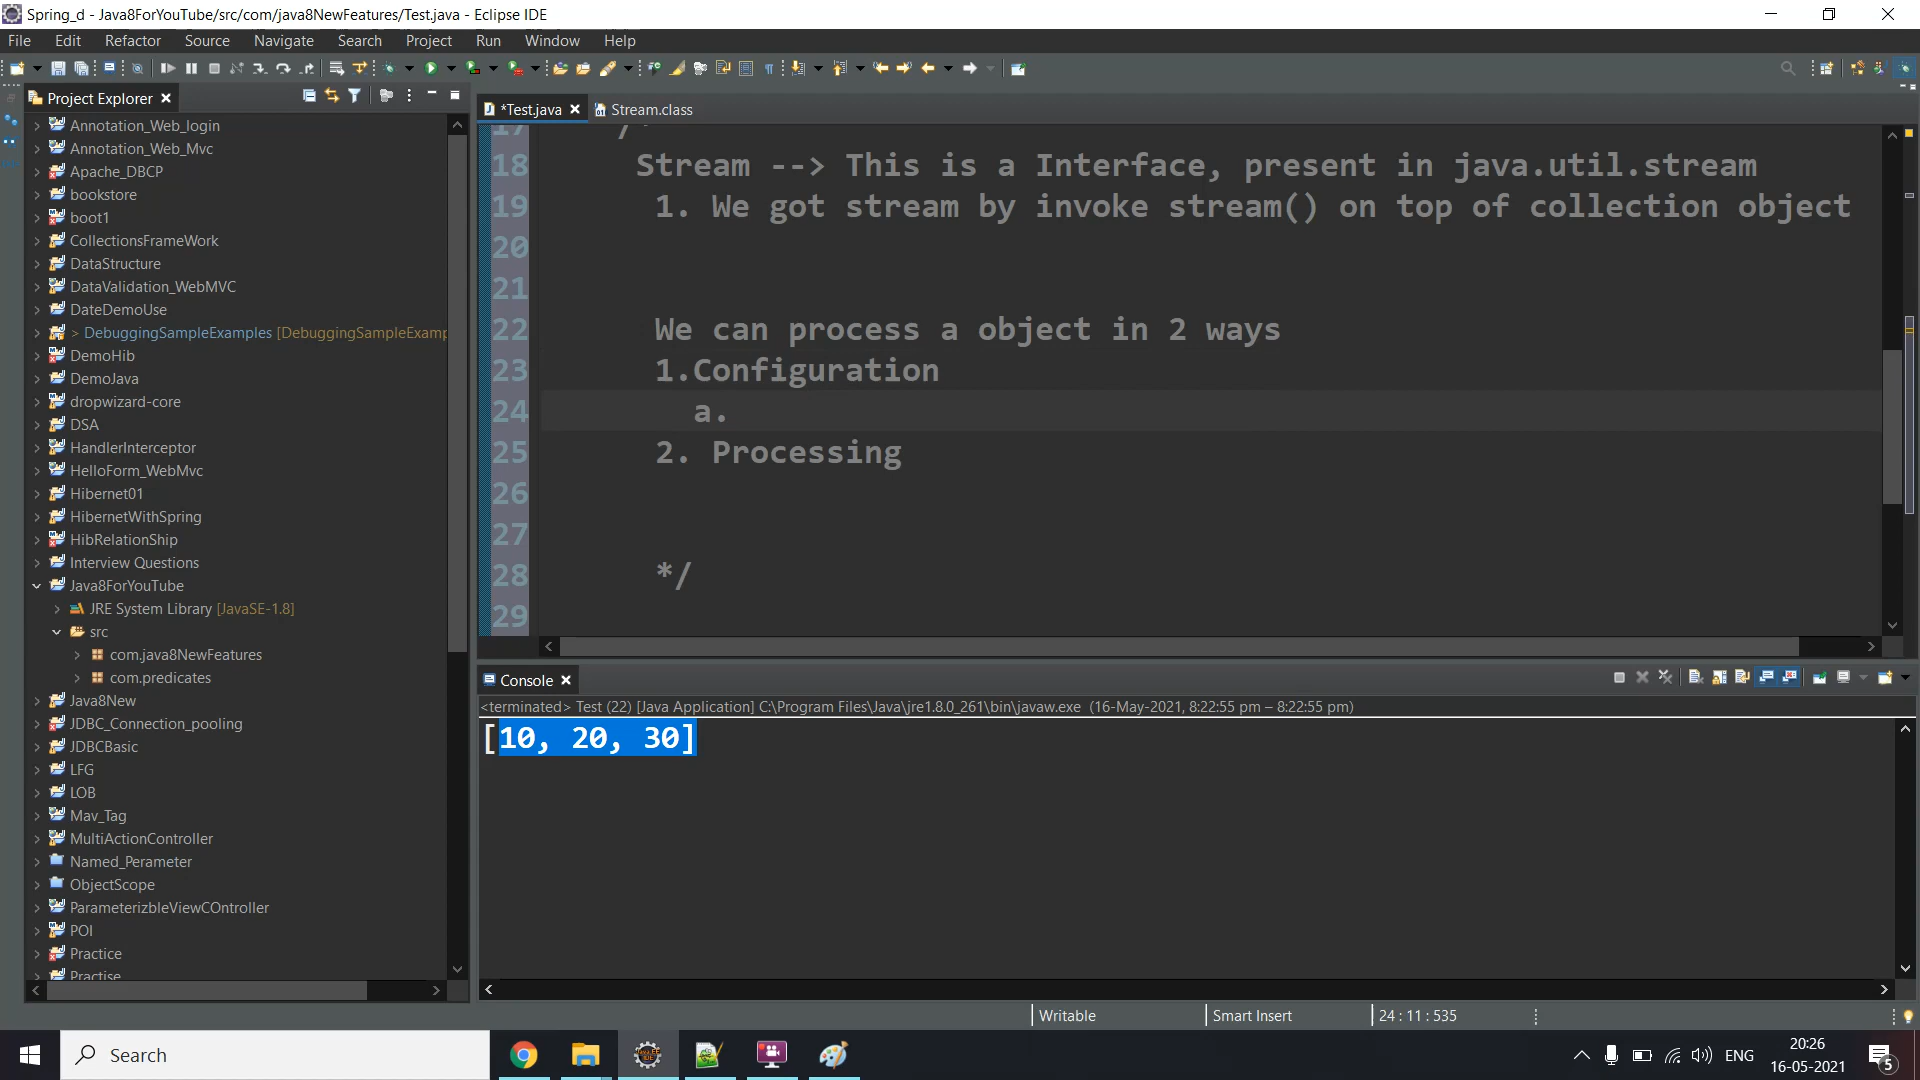 Spring_d - Java8ForYouTube/src/com/java8NewFeatures/Test.java - Eclipse IDE
File Edit Refactor Source Navigate Search Project Run Window Help
Project Explorer
Annotation_Web_login
Annotation_Web_Mvc
Apache_DBCP
bookstore
boot1
CollectionsFrameWork
DataStructure
DataValidation_WebMVC
DateDemoUse
> DebuggingSampleExamples [DebuggingSampleExamp
DemoHib
DemoJava
dropwizard-core
DSA
HandlerInterceptor
HelloForm_WebMvc
Hibernet01
HibernetWithSpring
HibRelationShip
Interview Questions
Java8ForYouTube
JRE System Library [JavaSE-1.8]
src
com.java8NewFeatures
com.predicates
Java8New
JDBC_Connection_pooling
JDBCBasic
LFG
LOB
Mav_Tag
MultiActionController
Named_Perameter
ObjectScope
ParameterizbleViewCOntroller
POI
Practice
Practise
*Test.java Stream.class
17 /*
18 Stream --> This is a Interface, present in java.util.stream
19 1. We got stream by invoke stream() on top of collection object
20
21
22 We can process a object in 2 ways
23 1.Configuration
24 a.
25 2. Processing
26
27
28 */
29
Console
<terminated> Test (22) [Java Application] C:\Program Files\Java\jre1.8.0_261\bin\javaw.exe (16-May-2021, 8:22:55 pm – 8:22:55 pm)
[10, 20, 30]
Writable Smart Insert 24 : 11 : 535
Search
ENG
20:26
16-05-2021
5